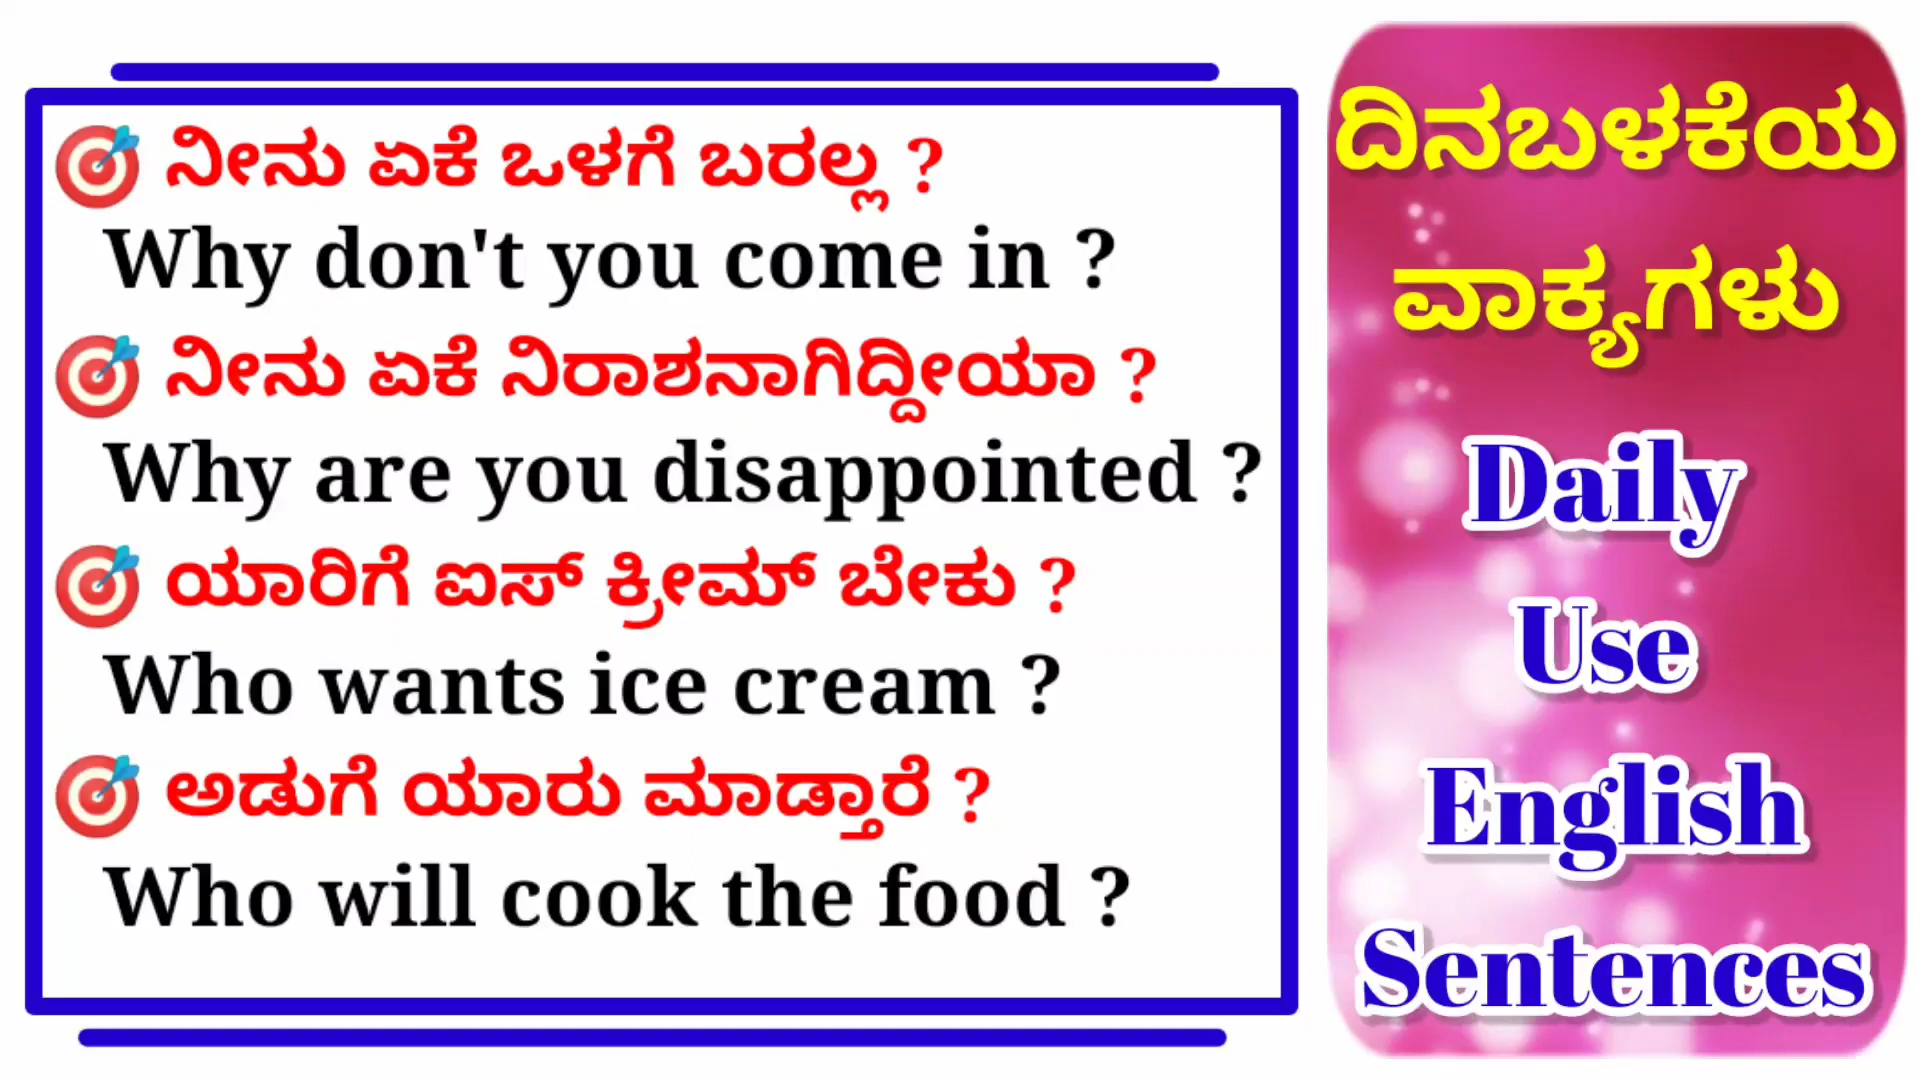 ನೀನು ಏಕೆ ಒಳಗೆ ಬರಲ್ಲ ?
Why don't you come in ?
ನೀನು ಏಕೆ ನಿರಾಶನಾಗಿದ್ದೀಯಾ ?
Why are you disappointed ?
ಯಾರಿಗೆ ಐಸ್ ಕ್ರೀಮ್ ಬೇಕು ?
Who wants ice cream ?
ಅಡುಗೆ ಯಾರು ಮಾಡ್ತಾರೆ ?
Who will cook the food ?
ದಿನಬಳಕೆಯ
ವಾಕ್ಯಗಳು
Daily
Use
English
Sentences